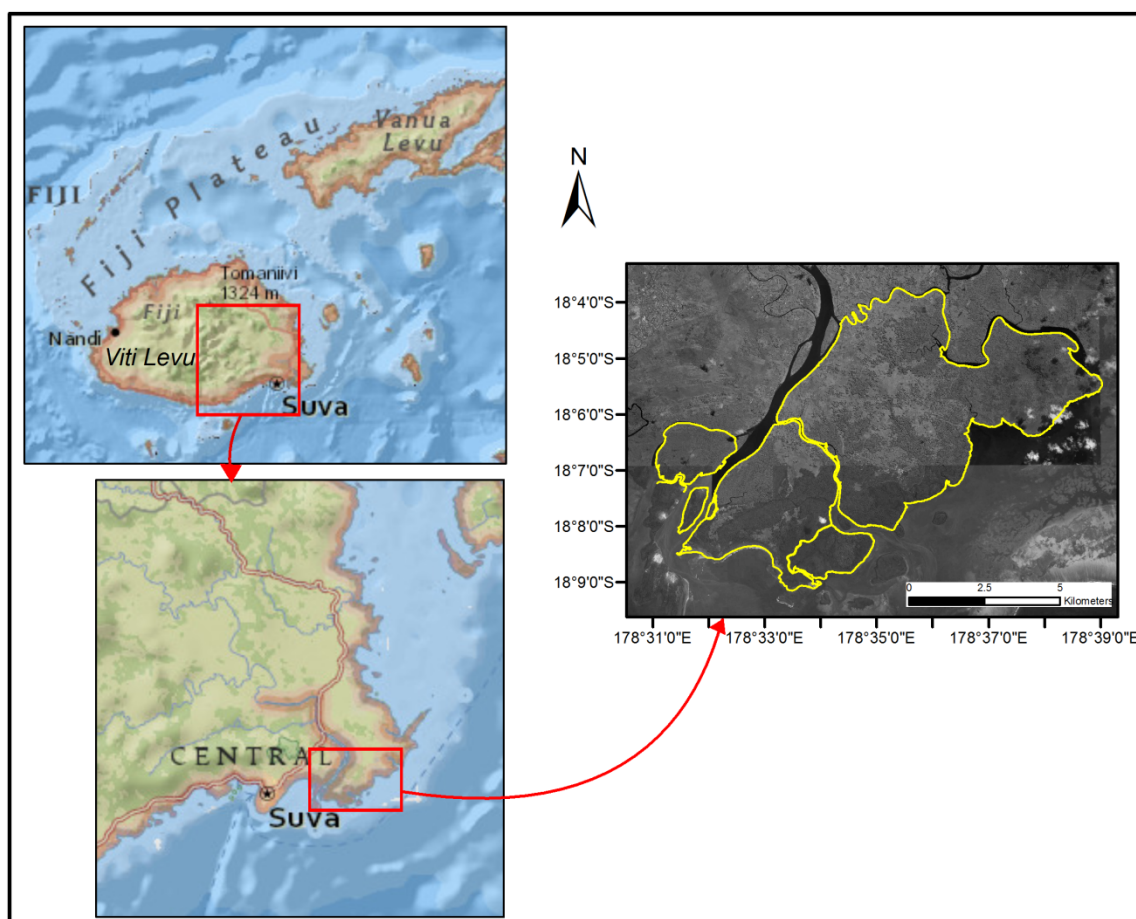 Vanua
Levu
FIJI
Fiji Plateau
Tomaniivi
1324 m
Fiji
Nandi
Viti Levu
Suva
CENTRAL
Suva
N
18°4'0"S
18°5'0"S
18°6'0"S
18°7'0"S
18°8'0"S
18°9'0"S
0 2.5 5
Kilometers
178°31'0"E 178°33'0"E 178°35'0"E 178°37'0"E 178°39'0"E